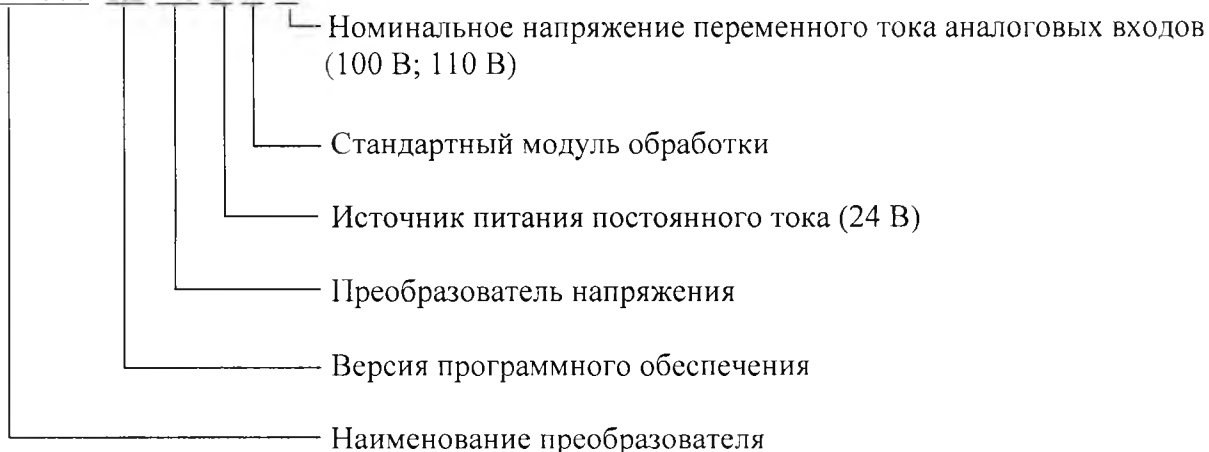 Номинальное напряжение переменного тока аналоговых входов
(100 В; 110 В)
Стандартный модуль обработки
Источник питания постоянного тока (24 В)
Преобразователь напряжения
Версия программного обеспечения
Наименование преобразователя